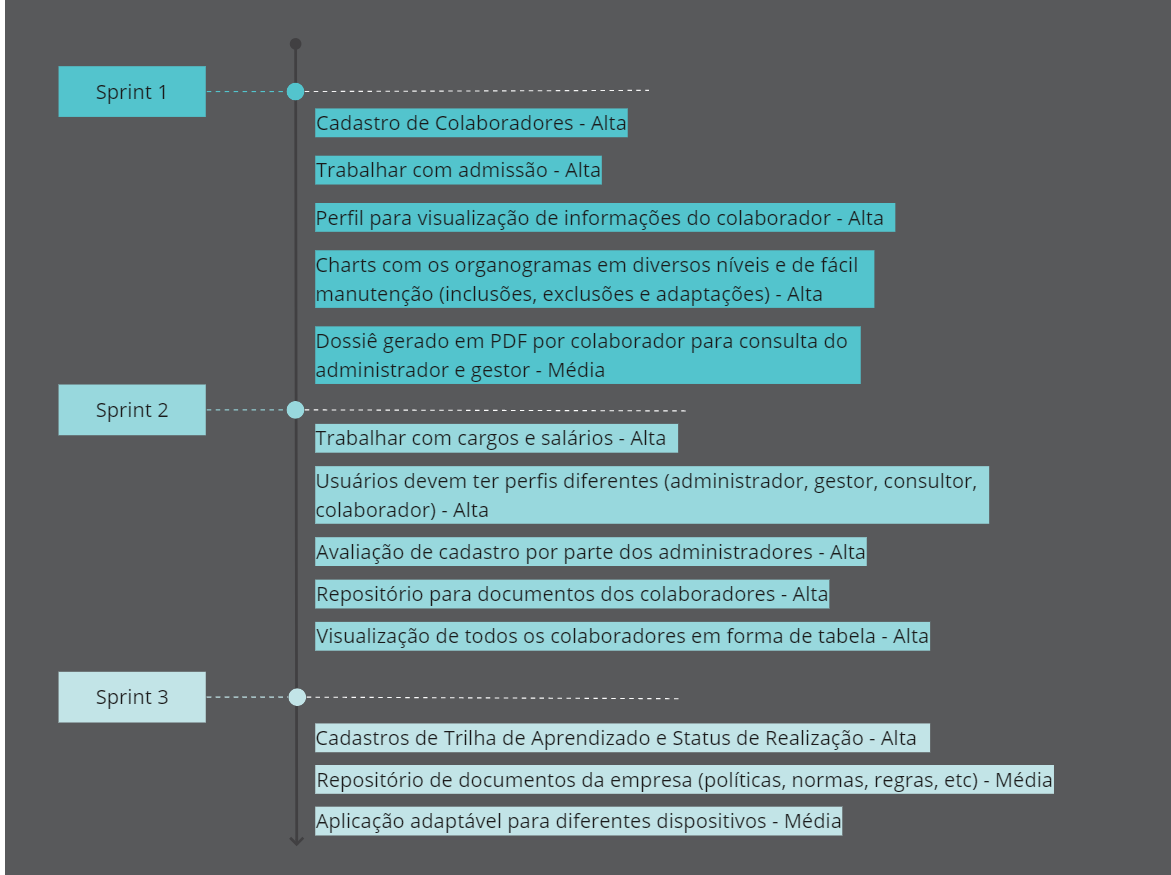 Sprint 1
Cadastro de Colaboradores - Alta
Trabalhar com admissão - Alta
Perfil para visualização de informações do colaborador - Alta
Charts com os organogramas em diversos níveis e de fácil
manutenção (inclusões, exclusões e adaptações) - Alta
Dossiê gerado em PDF por colaborador para consulta do
administrador e gestor - Média
Sprint 2
Trabalhar com cargos e salários - Alta
Usuários devem ter perfis diferentes (administrador, gestor, consultor,
colaborador) - Alta
Avaliação de cadastro por parte dos administradores - Alta
Repositório para documentos dos colaboradores - Alta
Visualização de todos os colaboradores em forma de tabela - Alta
Sprint 3
Cadastros de Trilha de Aprendizado e Status de Realização - Alta
Repositório de documentos da empresa (políticas, normas, regras, etc) - Média
Aplicação adaptável para diferentes dispositivos - Média